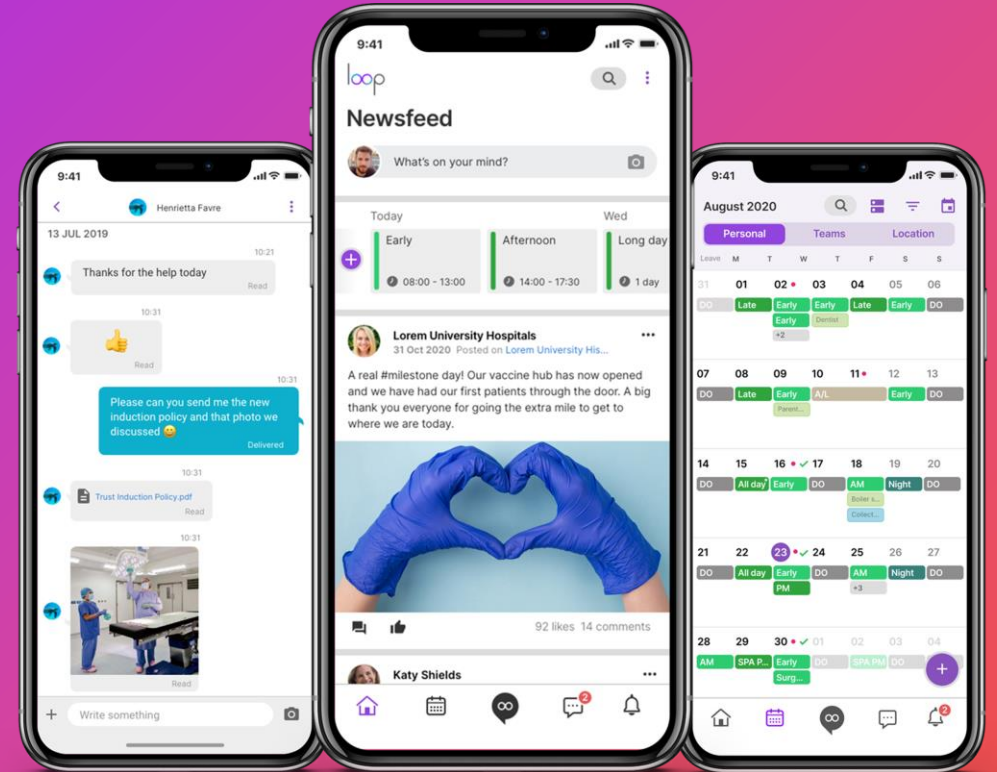 9:41
Henrietta Favre
13 JUL 2019
10:21
Thanks for the help today
Read
10:31
Read
10:31
Please can you send me the new
induction policy and that photo we
discussed
Delivered
10:31
Trust Induction Policy.pdf
Read
10:31
Read
Write something
9:41
loop
Newsfeed
What's on your mind?
Today Wed
Early Afternoon Long day
08:00 - 13:00 14:00 - 17:30 1 day
Lorem University Hospitals
31 Oct 2020 Posted on Lorem University His...
A real #milestone day! Our vaccine hub has now opened
and we have had our first patients through the door. A big
thank you everyone for going the extra mile to get to
where we are today.
92 likes 14 comments
Katy Shields
2
9:41
August 2020
Personal Teams Location
Leave M T W T F S S
31 01 02 03 04 05 06
DO Late Early Early Late Early DO
Early Dentist
+2
07 08 09 10 11 12 13
DO Late Early A/L Early DO
Parent...
14 15 16 17 18 19 20
DO All day Early DO AM Night DO
Boiler s...
Collect...
21 22 23 24 25 26 27
DO All day Early DO AM Night DO
PM +3
28 29 30 01 02 03 04
AM SPA P... Early DO SPA PM DO
Surg...
2